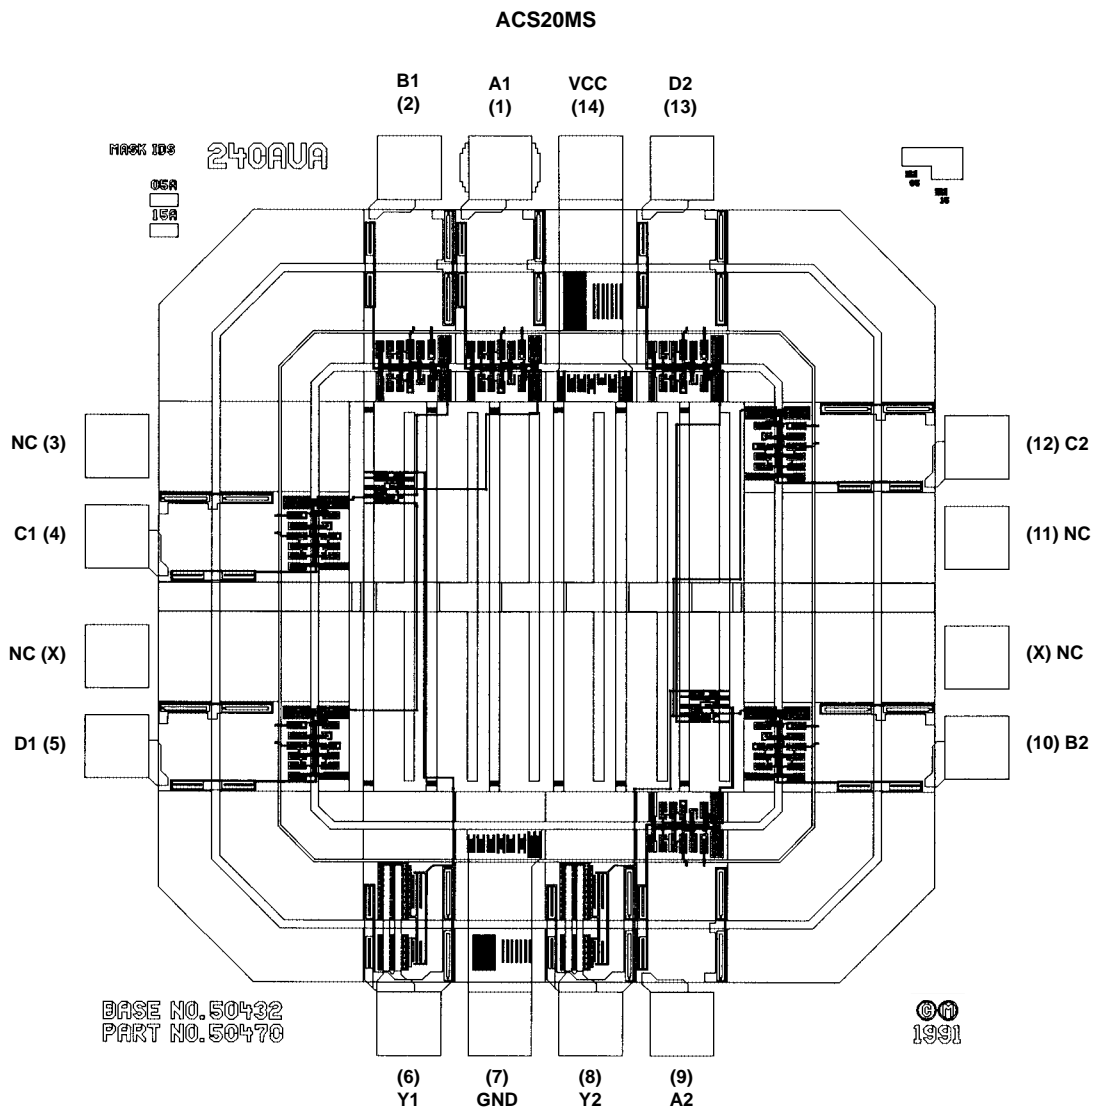 ACS20MS
B1
(2)
A1
(1)
VCC
(14)
D2
(13)
MASK IDS
240AUA
05A
15A
NC (3)
(12) C2
C1 (4)
(11) NC
NC (X)
(X) NC
D1 (5)
(10) B2
BASE NO. 50432
PART NO. 50470
CM
1991
(6)
Y1
(7)
GND
(8)
Y2
(9)
A2